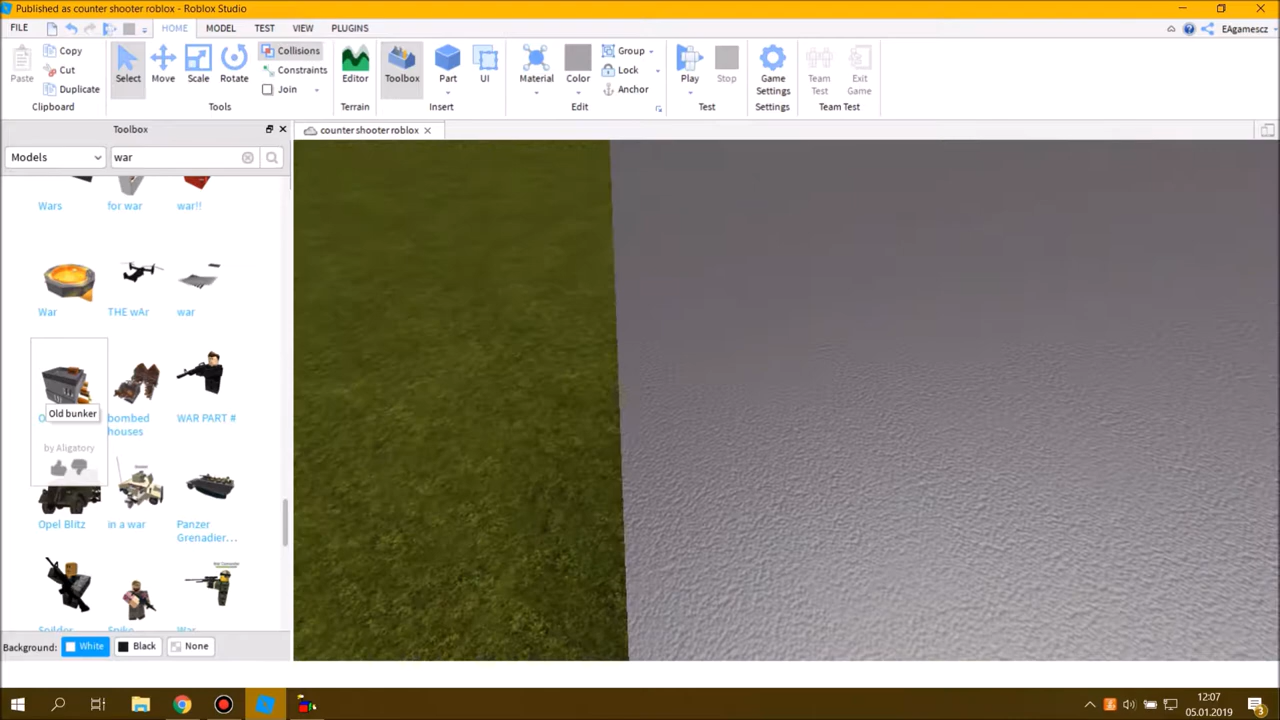 Published as counter shooter roblox - Roblox Studio
FILE
HOME
MODEL
TEST
VIEW
PLUGINS
EAgamescz
Paste
Copy
Cut
Duplicate
Select
Move
Scale
Rotate
Collisions
Constraints
Join
Editor
Toolbox
Part
UI
Material
Color
Group
Lock
Anchor
Play
Stop
Game Settings
Team Test
Exit Game
Clipboard
Tools
Terrain
Insert
Edit
Test
Settings
Team Test
Toolbox
counter shooter roblox
Models
war
Wars
for war
war!!
War
THE wAr
war
Old bunker
bombed houses
WAR PART #
by Aligatory
Opel Blitz
in a war
Panzer Grenadier...
Background:
White
Black
None
12:07
05.01.2019
3